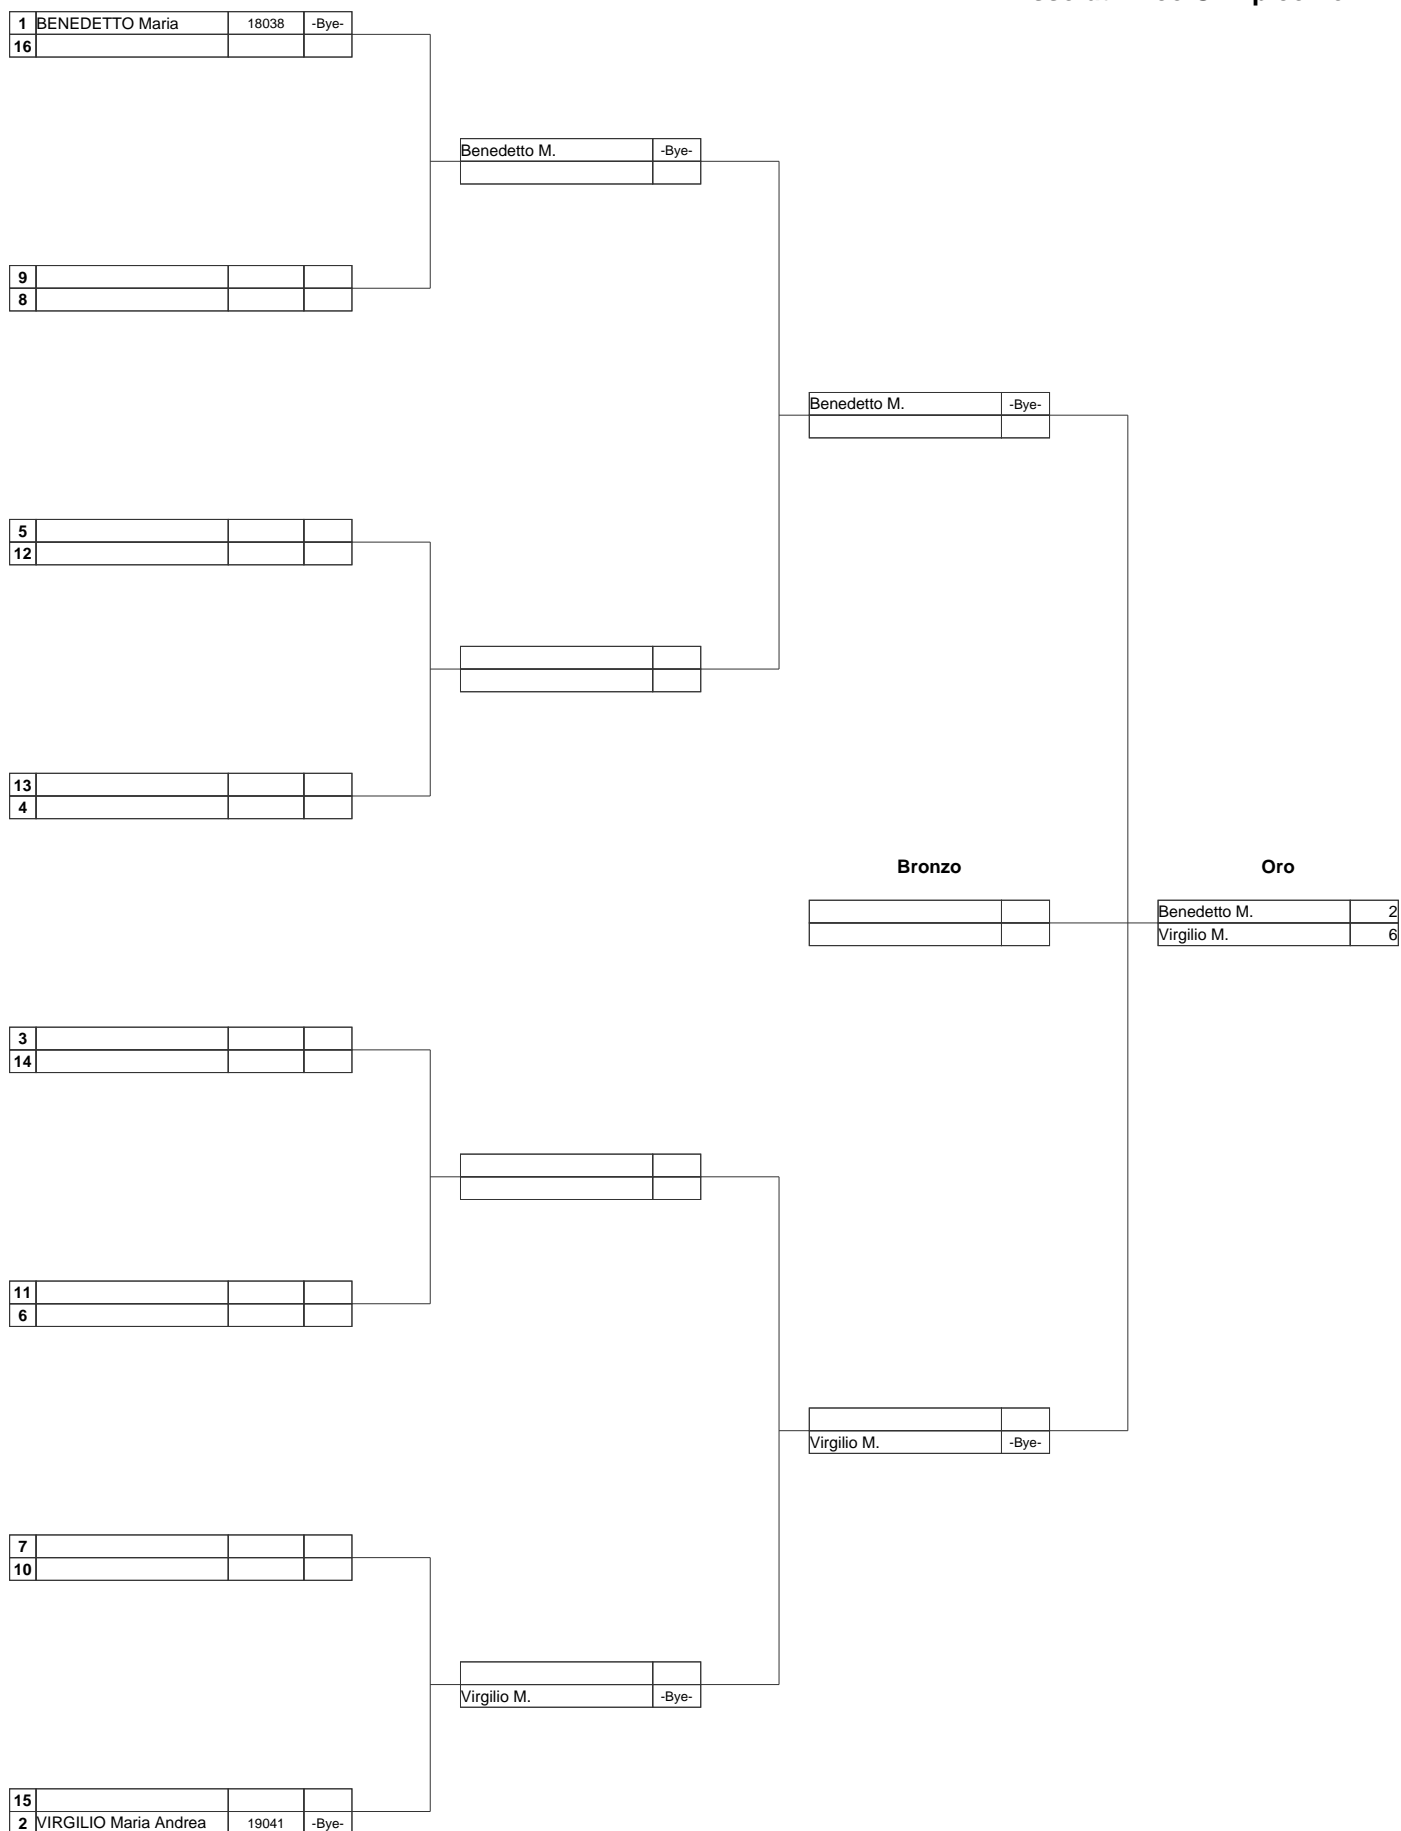 1 BENEDETTO Maria 18038 -Bye-
16
Benedetto M. -Bye-
9
8
Benedetto M. -Bye-
5
12
13
4
Bronzo Oro
Benedetto M. 2
Virgilio M. 6
3
14
11
6
Virgilio M. -Bye-
7
10
Virgilio M. -Bye-
15
2 VIRGILIO Maria Andrea 19041 -Bye-